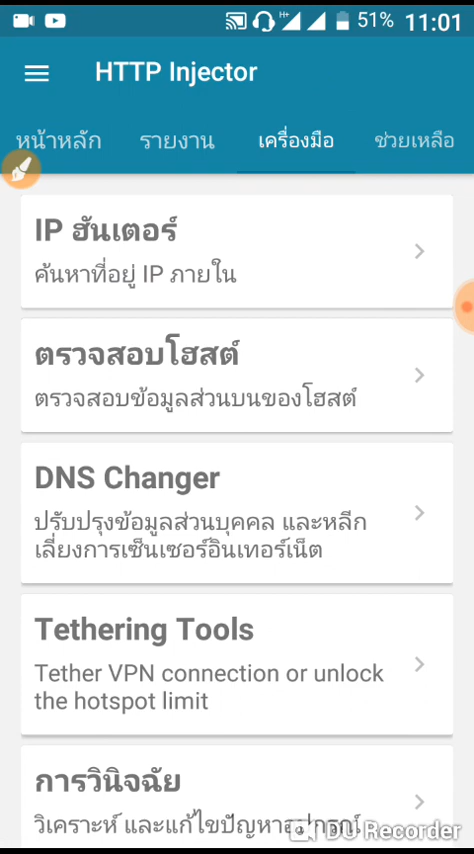 H+ 51% 11:01
HTTP Injector
หน้าหลัก รายงาน เครื่องมือ ช่วยเหลือ
IP ฮันเตอร์
ค้นหาที่อยู่ IP ภายใน
ตรวจสอบโฮสต์
ตรวจสอบข้อมูลส่วนบนของโฮสต์
DNS Changer
ปรับปรุงข้อมูลส่วนบุคคล และหลีก
เลี่ยงการเซ็นเซอร์อินเทอร์เน็ต
Tethering Tools
Tether VPN connection or unlock
the hotspot limit
การวินิจฉัย
วิเคราะห์ และแก้ไขปัญหาอุปกรณ์
DU Recorder